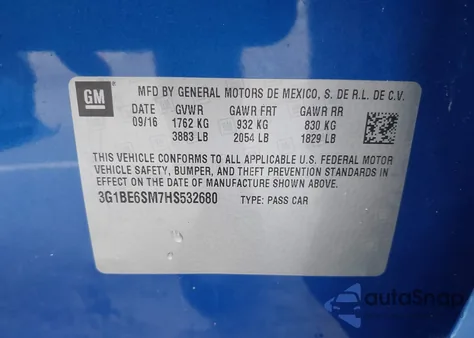 GM
MFD BY GENERAL MOTORS DE MEXICO, S. DE R.L. DE C.V.
DATE GVWR GAWR FRT GAWR RR
09/16 1762 KG 932 KG 830 KG
3883 LB 2054 LB 1829 LB
THIS VEHICLE CONFORMS TO ALL APPLICABLE U.S. FEDERAL MOTOR
VEHICLE SAFETY, BUMPER, AND THEFT PREVENTION STANDARDS IN
EFFECT ON THE DATE OF MANUFACTURE SHOWN ABOVE.
3G1BE6SM7HS532680 TYPE: PASS CAR
autoSnap